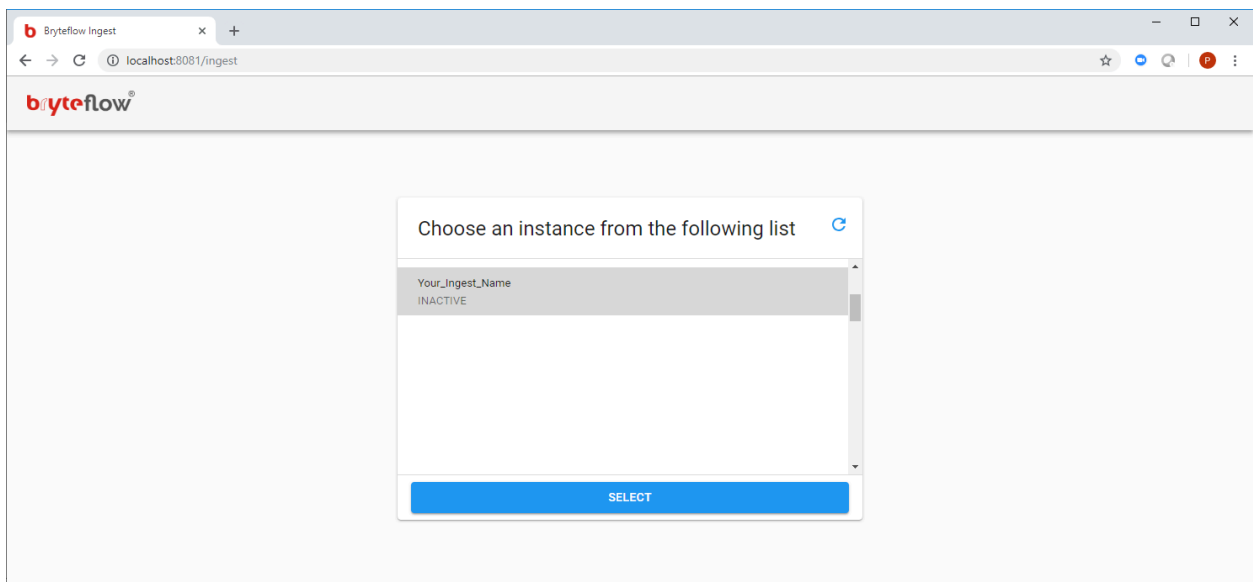 Bryteflow Ingest
localhost:8081/ingest
P
bryteflow®
Choose an instance from the following list
Your_Ingest_Name
INACTIVE
SELECT